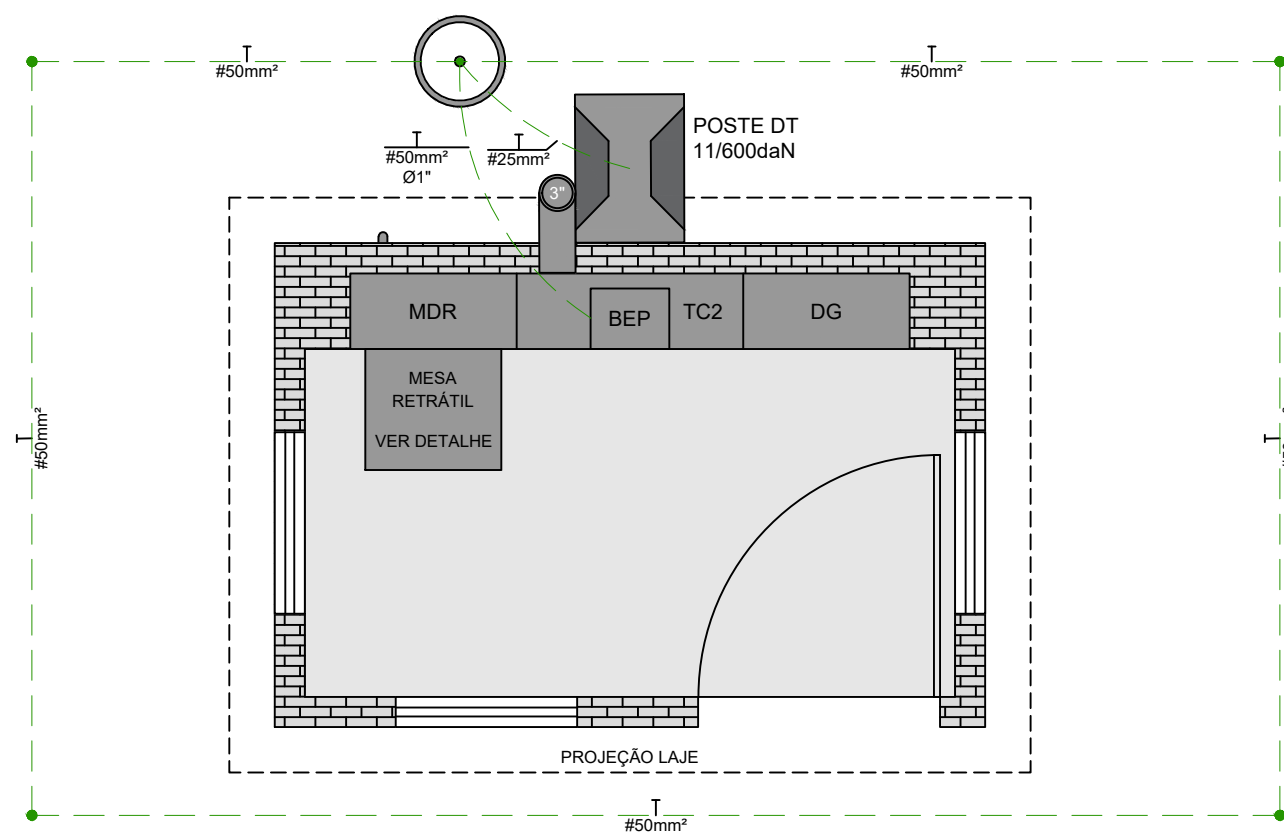 #50mm²
#50mm²
POSTE DT
11/600daN
#50mm²
Ø1"
#25mm²
3"
MDR
BEP
TC2
DG
MESA
RETRÁTIL
VER DETALHE
#50mm²
PROJEÇÃO LAJE
#50mm²